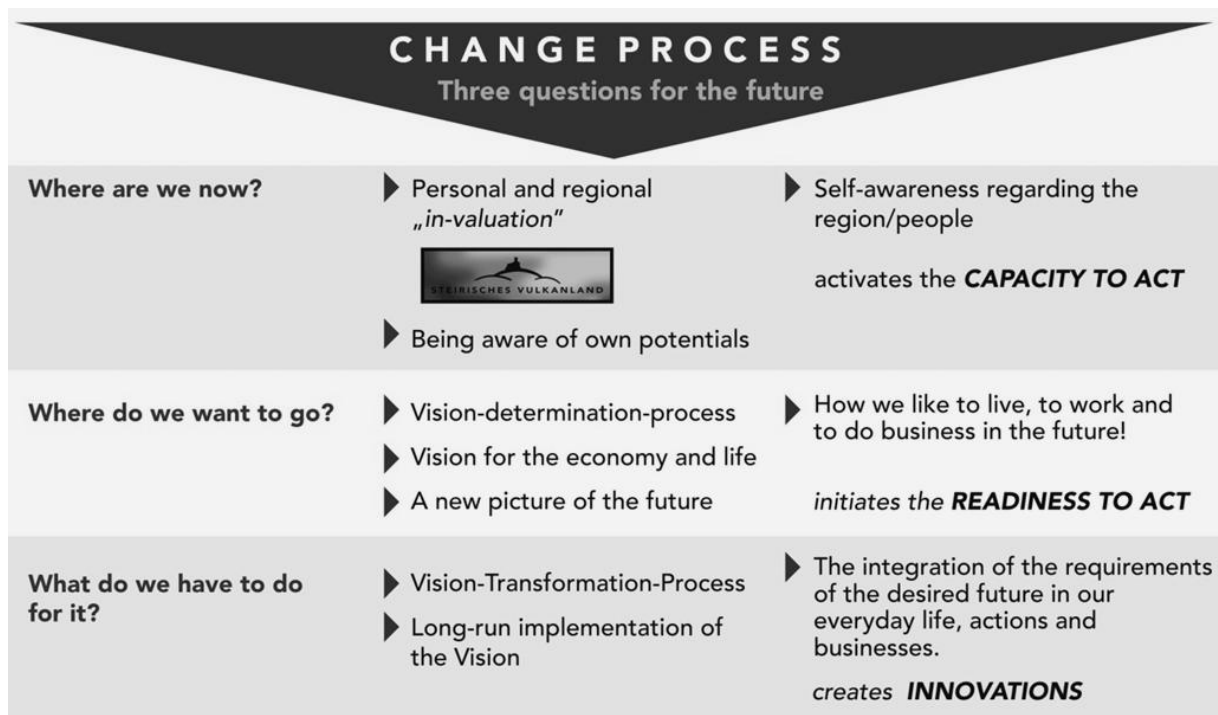 CHANGE PROCESS
Three questions for the future
Where are we now?
Personal and regional
„in-valuation”
STEIRISCHES VULKANLAND
Being aware of own potentials
Self-awareness regarding the
region/people
activates the CAPACITY TO ACT
Where do we want to go?
Vision-determination-process
Vision for the economy and life
A new picture of the future
How we like to live, to work and
to do business in the future!
initiates the READINESS TO ACT
What do we have to do
for it?
Vision-Transformation-Process
Long-run implementation of
the Vision
The integration of the requirements
of the desired future in our
everyday life, actions and
businesses.
creates INNOVATIONS